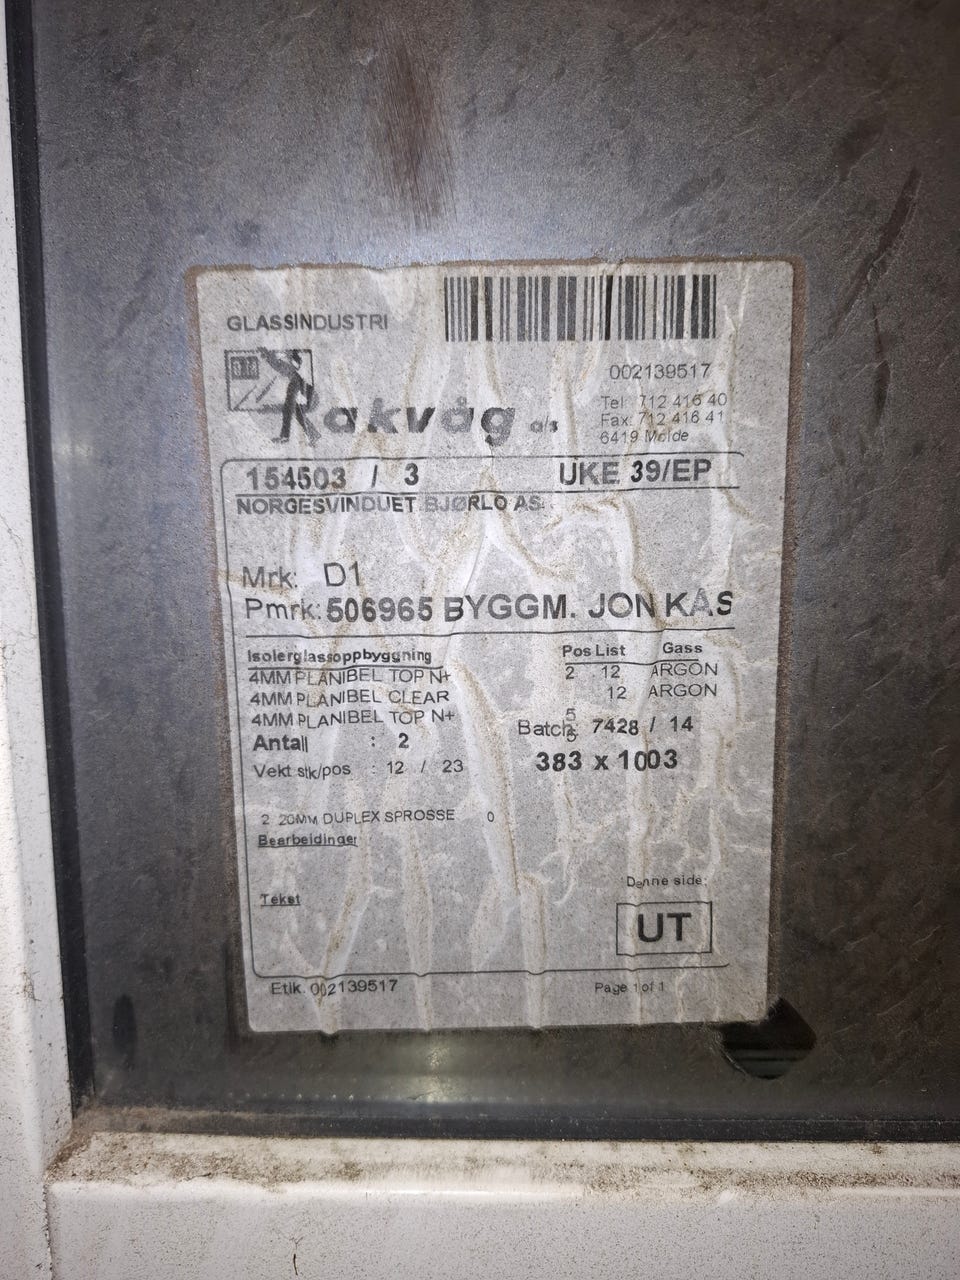 GLASSINDUSTRI
002139517
Rakvåg a/s
Tel: 712 416 40
Fax: 712 416 41
6419 Molde
154503 / 3 UKE 39/EP
NORGESVINDUET BJØRLO AS
Mrk: D1
Pmrk: 506965 BYGGM. JON KÅS
Isolerglassoppbyggning Pos List Gass
4MM PLANIBEL TOP N+ 2 12 ARGON
4MM PLANIBEL CLEAR 12 ARGON
4MM PLANIBEL TOP N+
Batch 7428 / 14
Antall : 2
383 x 1003
Vekt stk/pos : 12 / 23
2 20MM DUPLEX SPROSSE 0
Bearbeidinger
Denne side:
Tekst
UT
Etik. 002139517 Page 1 of 1